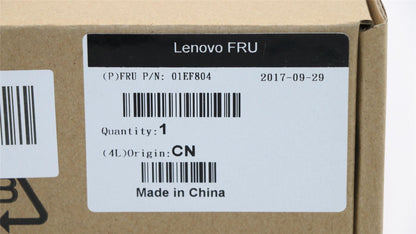 Lenovo FRU
(P)FRU P/N: 01EF804 2017-09-29
Quantity:1
(4L)Origin:CN
Made in China